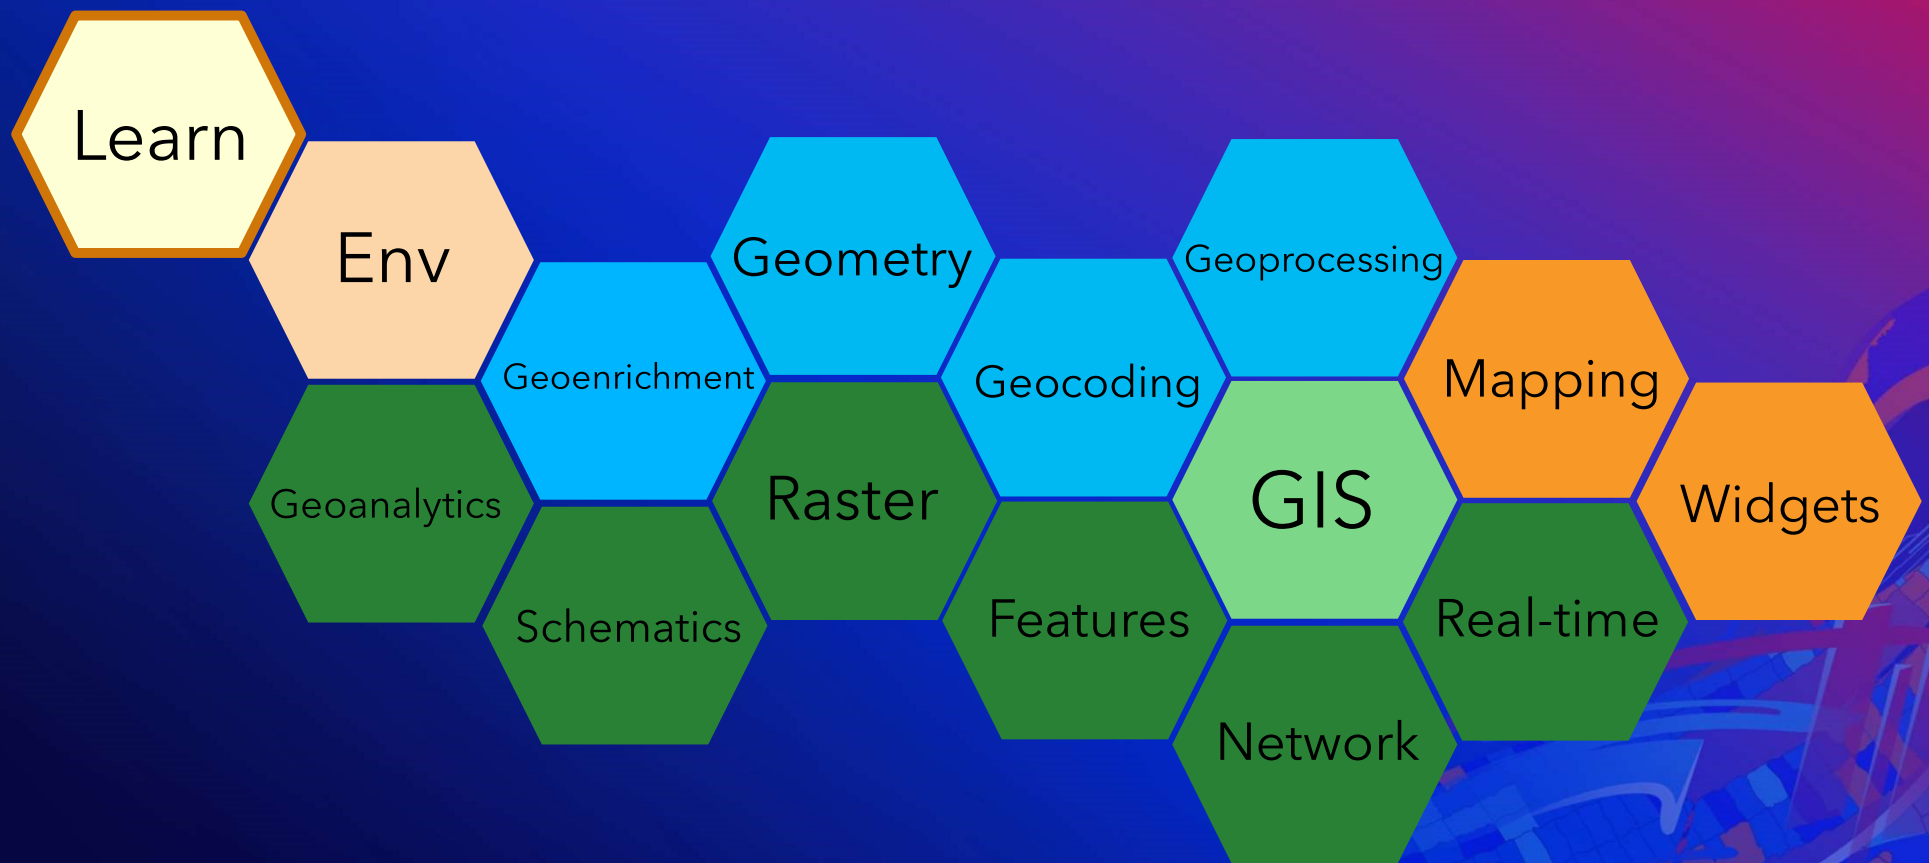 Learn
Env
Geometry
Geoprocessing
Geoenrichment
Geocoding
Mapping
Geoanalytics
Raster
GIS
Widgets
Schematics
Features
Real-time
Network